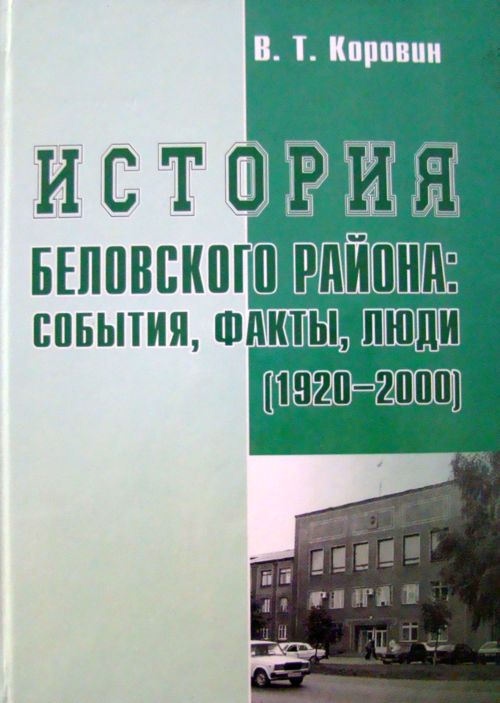 В. Т. Коровин
ИСТОРИЯ
БЕЛОВСКОГО РАЙОНА:
СОБЫТИЯ, ФАКТЫ, ЛЮДИ
(1920–2000)